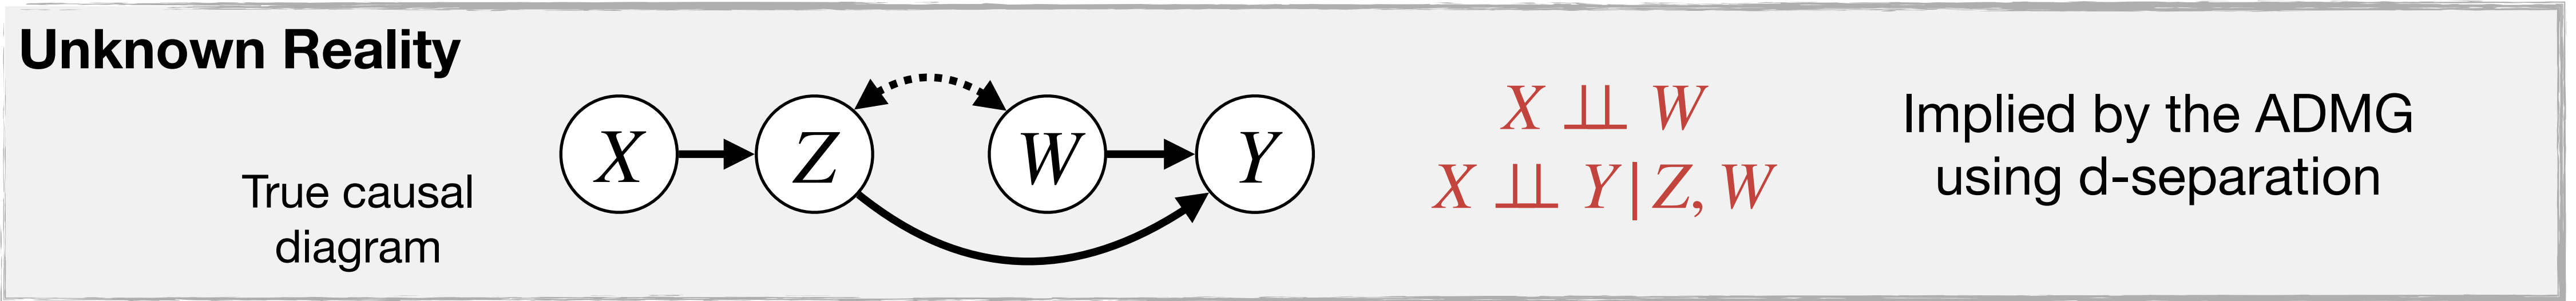 Unknown Reality
True causal
diagram
X
Z
W
Y
X ⫫ W
X ⫫ Y|Z, W
Implied by the ADMG
using d-separation